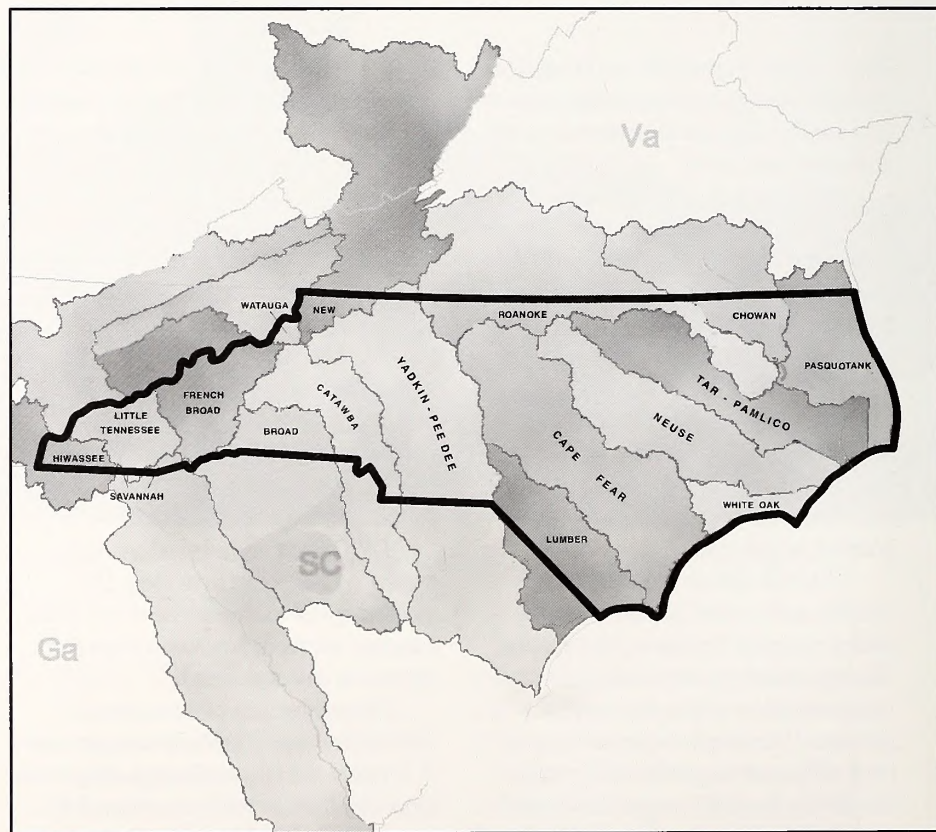 Va
WATAUGA
NEW
ROANOKE
CHOWAN
PASQUOTANK
YADKIN - PEE DEE
TAR - PAMLICO
FRENCH
BROAD
CATAWBA
LITTLE
TENNESSEE
BROAD
NEUSE
CAPE FEAR
HIWASSEE
SAVANNAH
WHITE OAK
LUMBER
SC
Ga